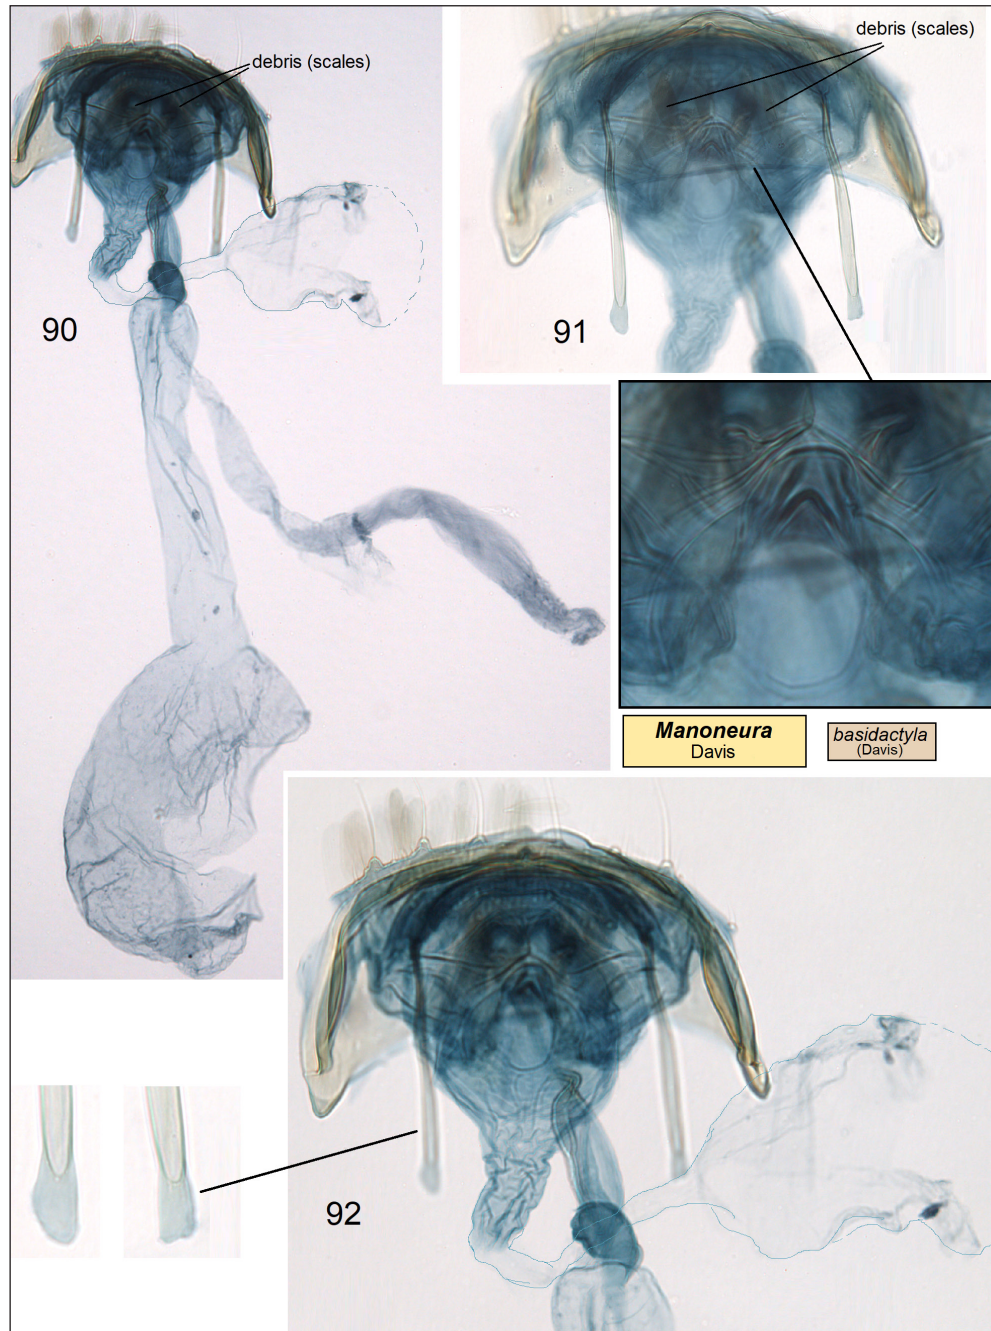 debris (scales)
90
debris (scales)
91
Manoneura
Davis
basidactyla
(Davis)
92